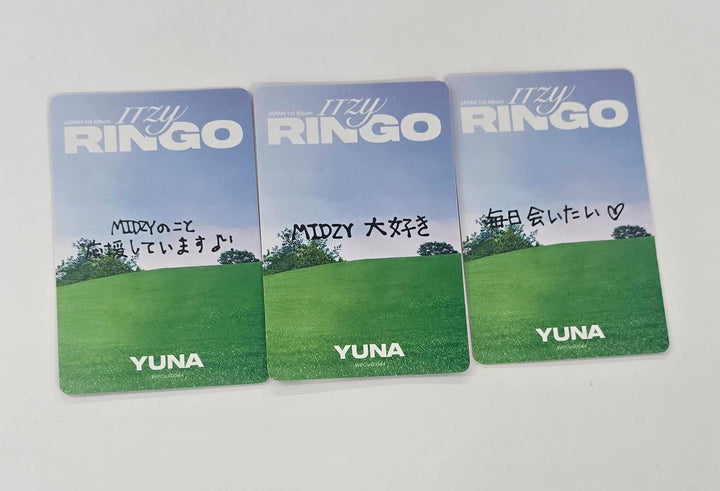 JAPAN 1st Album
ITZY
RINGO
MIDZYのこと
応援しています♪!
YUNA
JAPAN 1st Album
ITZY
RINGO
MIDZY 大好き
YUNA
JAPAN 1st Album
ITZY
RINGO
毎日会いたい♡
YUNA